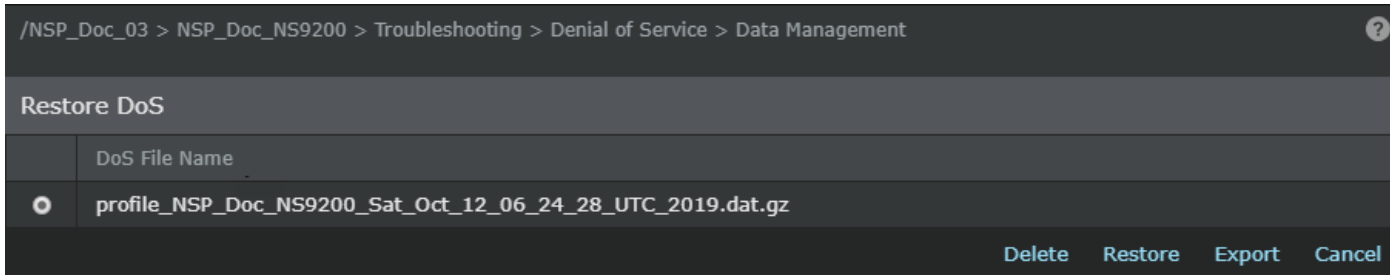 /NSP_Doc_03 > NSP_Doc_NS9200 > Troubleshooting > Denial of Service > Data Management ?
Restore DoS
DoS File Name
profile_NSP_Doc_NS9200_Sat_Oct_12_06_24_28_UTC_2019.dat.gz
Delete Restore Export Cancel